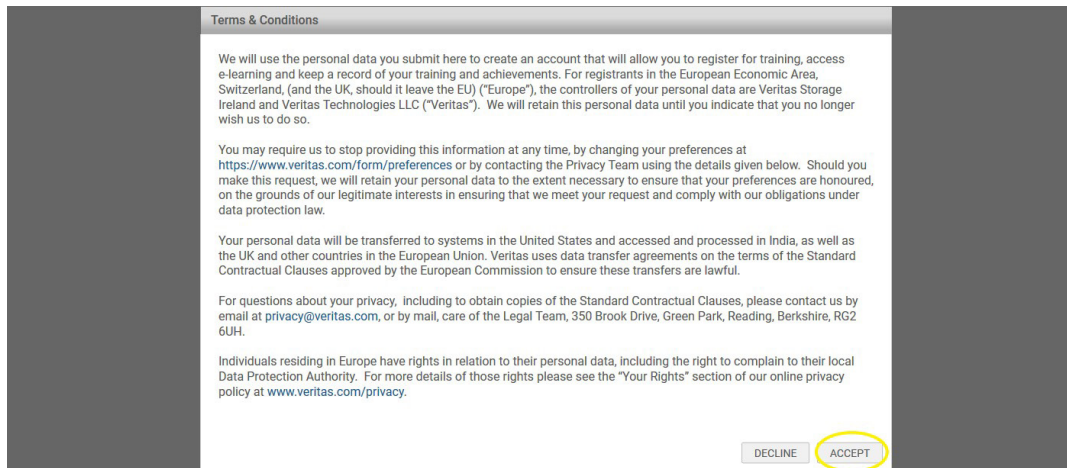 Terms & Conditions
We will use the personal data you submit here to create an account that will allow you to register for training, access
e-learning and keep a record of your training and achievements. For registrants in the European Economic Area,
Switzerland, (and the UK, should it leave the EU) ("Europe"), the controllers of your personal data are Veritas Storage
Ireland and Veritas Technologies LLC ("Veritas"). We will retain this personal data until you indicate that you no longer
wish us to do so.
You may require us to stop providing this information at any time, by changing your preferences at
https://www.veritas.com/form/preferences or by contacting the Privacy Team using the details given below. Should you
make this request, we will retain your personal data to the extent necessary to ensure that your preferences are honoured,
on the grounds of our legitimate interests in ensuring that we meet your request and comply with our obligations under
data protection law.
Your personal data will be transferred to systems in the United States and accessed and processed in India, as well as
the UK and other countries in the European Union. Veritas uses data transfer agreements on the terms of the Standard
Contractual Clauses approved by the European Commission to ensure these transfers are lawful.
For questions about your privacy, including to obtain copies of the Standard Contractual Clauses, please contact us by
email at privacy@veritas.com, or by mail, care of the Legal Team, 350 Brook Drive, Green Park, Reading, Berkshire, RG2
6UH.
Individuals residing in Europe have rights in relation to their personal data, including the right to complain to their local
Data Protection Authority. For more details of those rights please see the "Your Rights" section of our online privacy
policy at www.veritas.com/privacy.
DECLINE ACCEPT